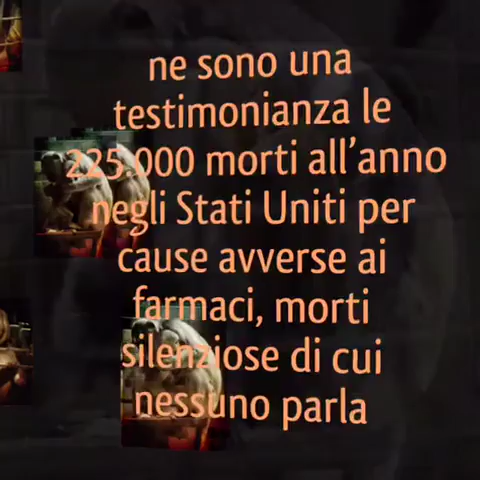 ne sono una
testimonianza le
225.000 morti all’anno
negli Stati Uniti per
cause avverse ai
farmaci, morti
silenziose di cui
nessuno parla